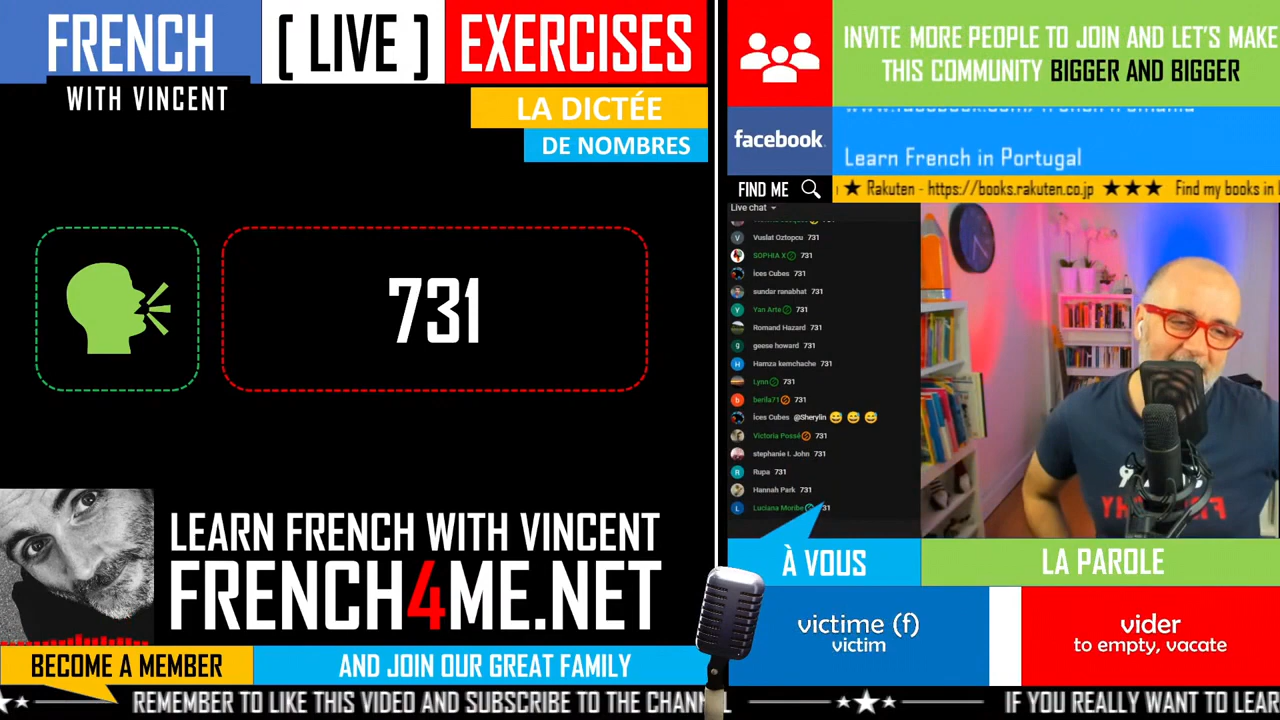 FRENCH
[ LIVE ]
EXERCISES
WITH VINCENT
LA DICTÉE
DE NOMBRES
731
LEARN FRENCH WITH VINCENT
FRENCH4ME.NET
BECOME A MEMBER
AND JOIN OUR GREAT FAMILY
REMEMBER TO LIKE THIS VIDEO AND SUBSCRIBE TO THE
IF YOU REALLY WANT TO
INVITE MORE PEOPLE TO JOIN AND LET'S MAKE
THIS COMMUNITY BIGGER AND BIGGER
facebook
Learn French in Portugal
FIND ME
★ Rakuten - https://books.rakuten.co.jp ★★★ Find my books in
Live chat
Vuslat Oztopcu 731
SOPHIA X 731
İces Cubes 731
sundar ranabhat 731
Yan Arte 731
Romand Hazard 731
geese howard 731
Hamza kemchache 731
Lynn 731
berila71 731
İces Cubes @Sherylin 😅 😅 😅
Victoria Possé 731
stephanie I. John 731
Rupa 731
Hannah Park 731
Luciana Moribe 731
À VOUS
LA PAROLE
victime (f)
victim
vider
to empty, vacate